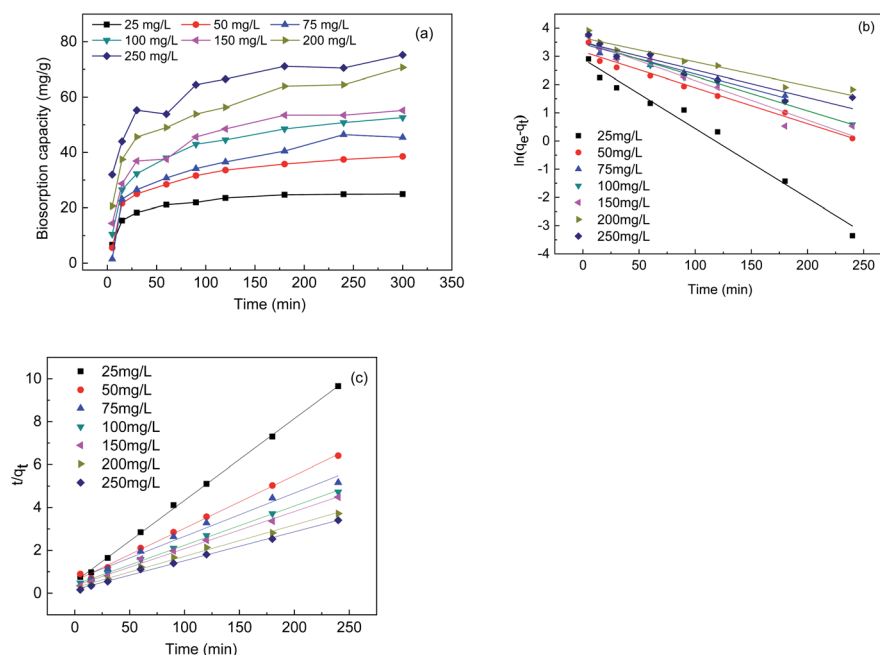 25 mg/L 50 mg/L 75 mg/L
100 mg/L 150 mg/L 200 mg/L
250 mg/L
(a)
80
60
40
20
0
Biosorption capacity (mg/g)
0 50 100 150 200 250 300 350
Time (min)
(b)
5
4
3
2
1
0
-1
-2
-3
-4
ln(qe-qt)
25mg/L
50mg/L
75mg/L
100mg/L
150mg/L
200mg/L
250mg/L
0 50 100 150 200 250
Time (min)
(c)
10
8
6
4
2
0
t/qt
25mg/L
50mg/L
75mg/L
100mg/L
150mg/L
200mg/L
250mg/L
0 50 100 150 200 250
Time (min)